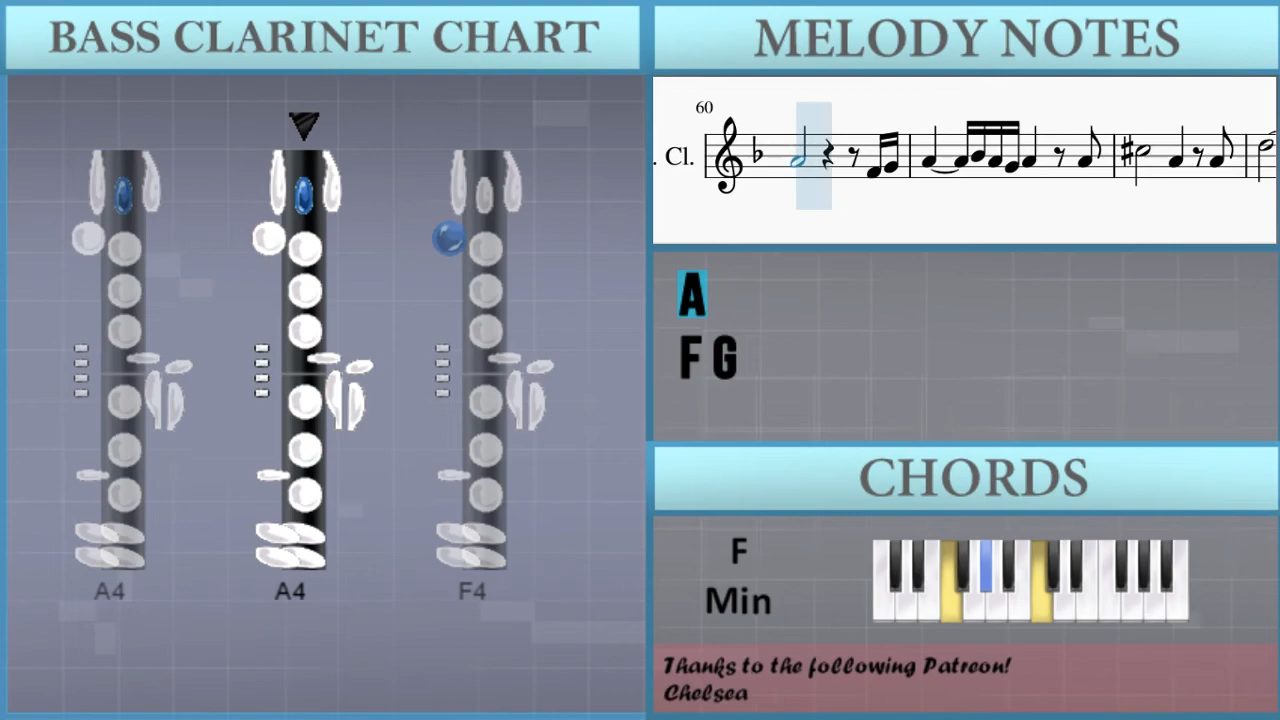 BASS CLARINET CHART
A4 A4 F4
MELODY NOTES
60
. Cl.
A
F G
CHORDS
F
Min
Thanks to the following Patreon!
Chelsea